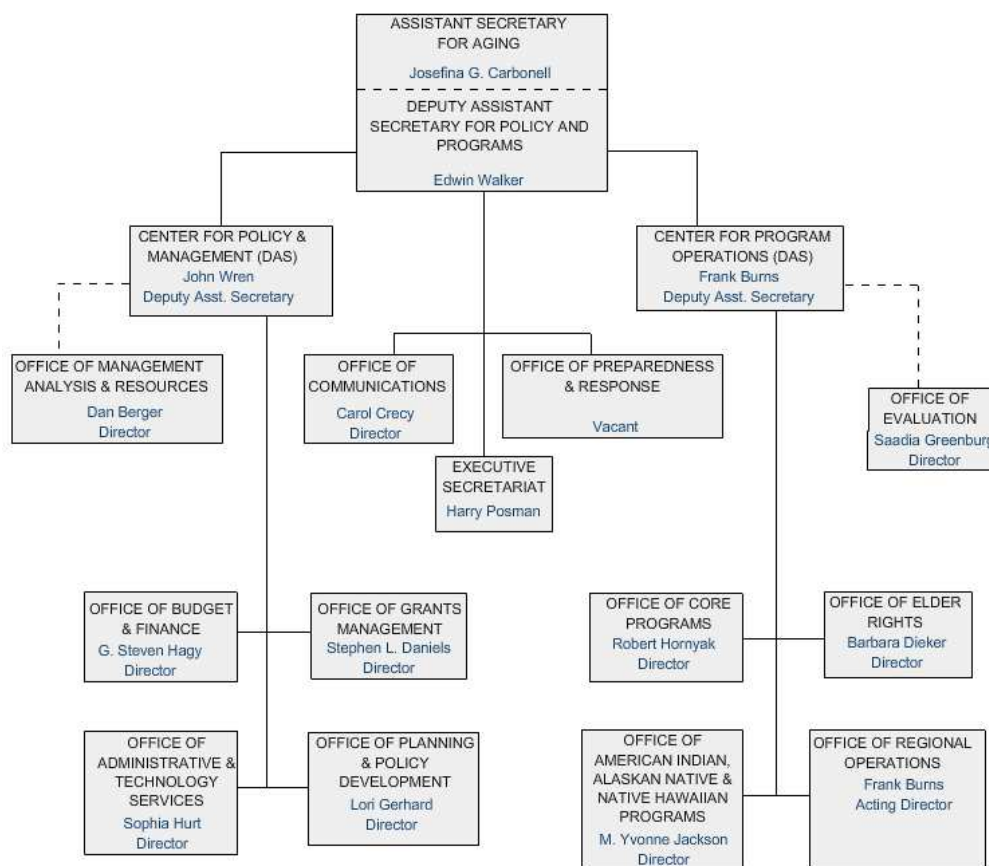 ASSISTANT SECRETARY
FOR AGING
Josefina G. Carbonell
DEPUTY ASSISTANT
SECRETARY FOR POLICY AND
PROGRAMS
Edwin Walker
CENTER FOR POLICY &
MANAGEMENT (DAS)
John Wren
Deputy Asst. Secretary
CENTER FOR PROGRAM
OPERATIONS (DAS)
Frank Burns
Deputy Asst. Secretary
OFFICE OF MANAGEMENT
ANALYSIS & RESOURCES
Dan Berger
Director
OFFICE OF
COMMUNICATIONS
Carol Crecy
Director
OFFICE OF PREPAREDNESS
& RESPONSE
Vacant
OFFICE OF
EVALUATION
Saadia Greenburg
Director
EXECUTIVE
SECRETARIAT
Harry Posman
OFFICE OF BUDGET
& FINANCE
G. Steven Hagy
Director
OFFICE OF GRANTS
MANAGEMENT
Stephen L. Daniels
Director
OFFICE OF CORE
PROGRAMS
Robert Hornyak
Director
OFFICE OF ELDER
RIGHTS
Barbara Dieker
Director
OFFICE OF
ADMINISTRATIVE &
TECHNOLOGY
SERVICES
Sophia Hurt
Director
OFFICE OF PLANNING
& POLICY
DEVELOPMENT
Lori Gerhard
Director
OFFICE OF
AMERICAN INDIAN,
ALASKAN NATIVE &
NATIVE HAWAIIAN
PROGRAMS
M. Yvonne Jackson
Director
OFFICE OF REGIONAL
OPERATIONS
Frank Burns
Acting Director